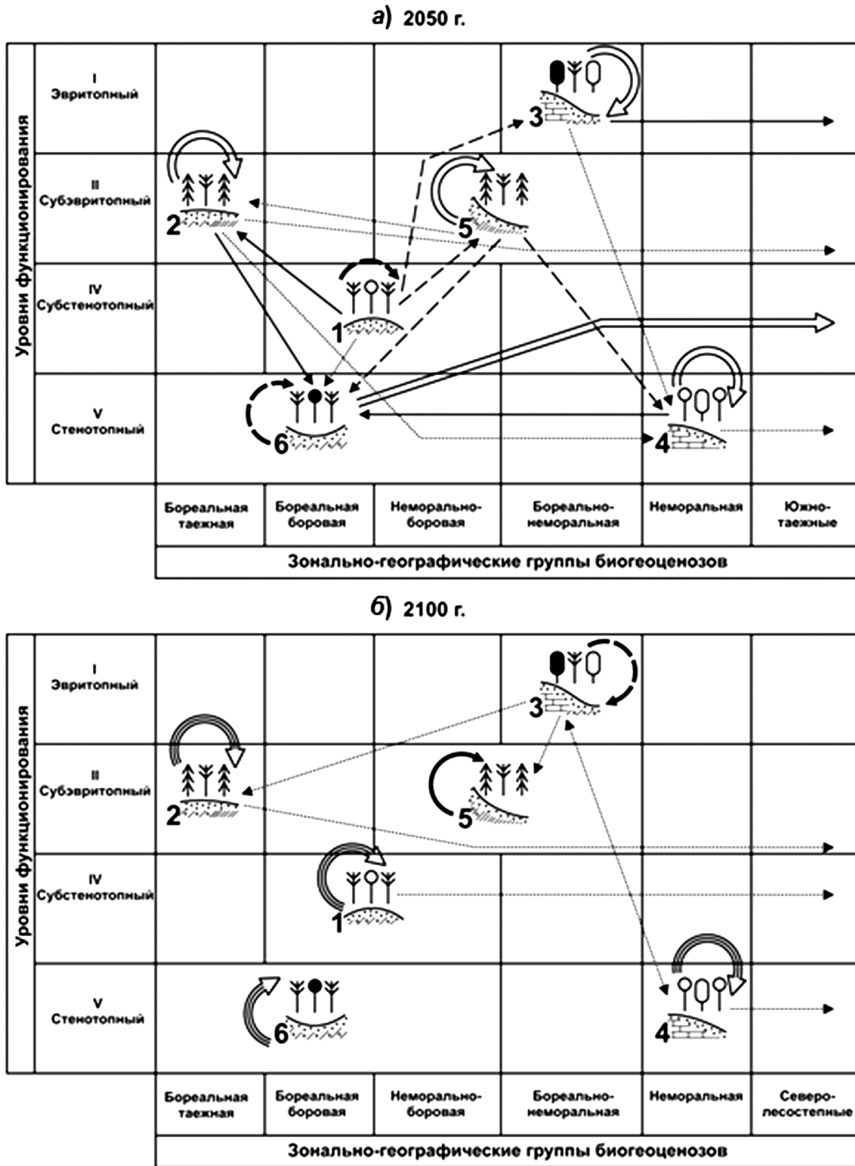 а) 2050 г.
Уровни функционирования
I
Эвритопный
3
II
Субэвритопный
2
5
IV
Субстенотопный
1
V
Стенотопный
6
4
Бореальная
таежная
Бореальная
боровая
Неморально-
боровая
Бореально-
неморальная
Неморальная
Южно-
таежные
Зонально-географические группы биогеоценозов
б) 2100 г.
Уровни функционирования
I
Эвритопный
3
II
Субэвритопный
2
5
IV
Субстенотопный
1
V
Стенотопный
6
4
Бореальная
таежная
Бореальная
боровая
Неморально-
боровая
Бореально-
неморальная
Неморальная
Северо-
лесостепные
Зонально-географические группы биогеоценозов